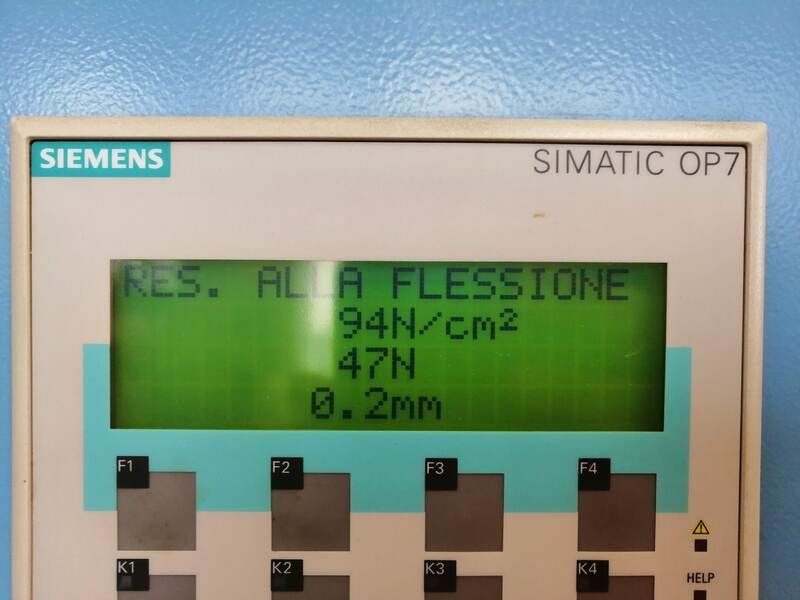 SIEMENS SIMATIC OP7
RES. ALLA FLESSIONE
94N/cm²
47N
0.2mm
F1 F2 F3 F4
K1 K2 K3 K4
HELP